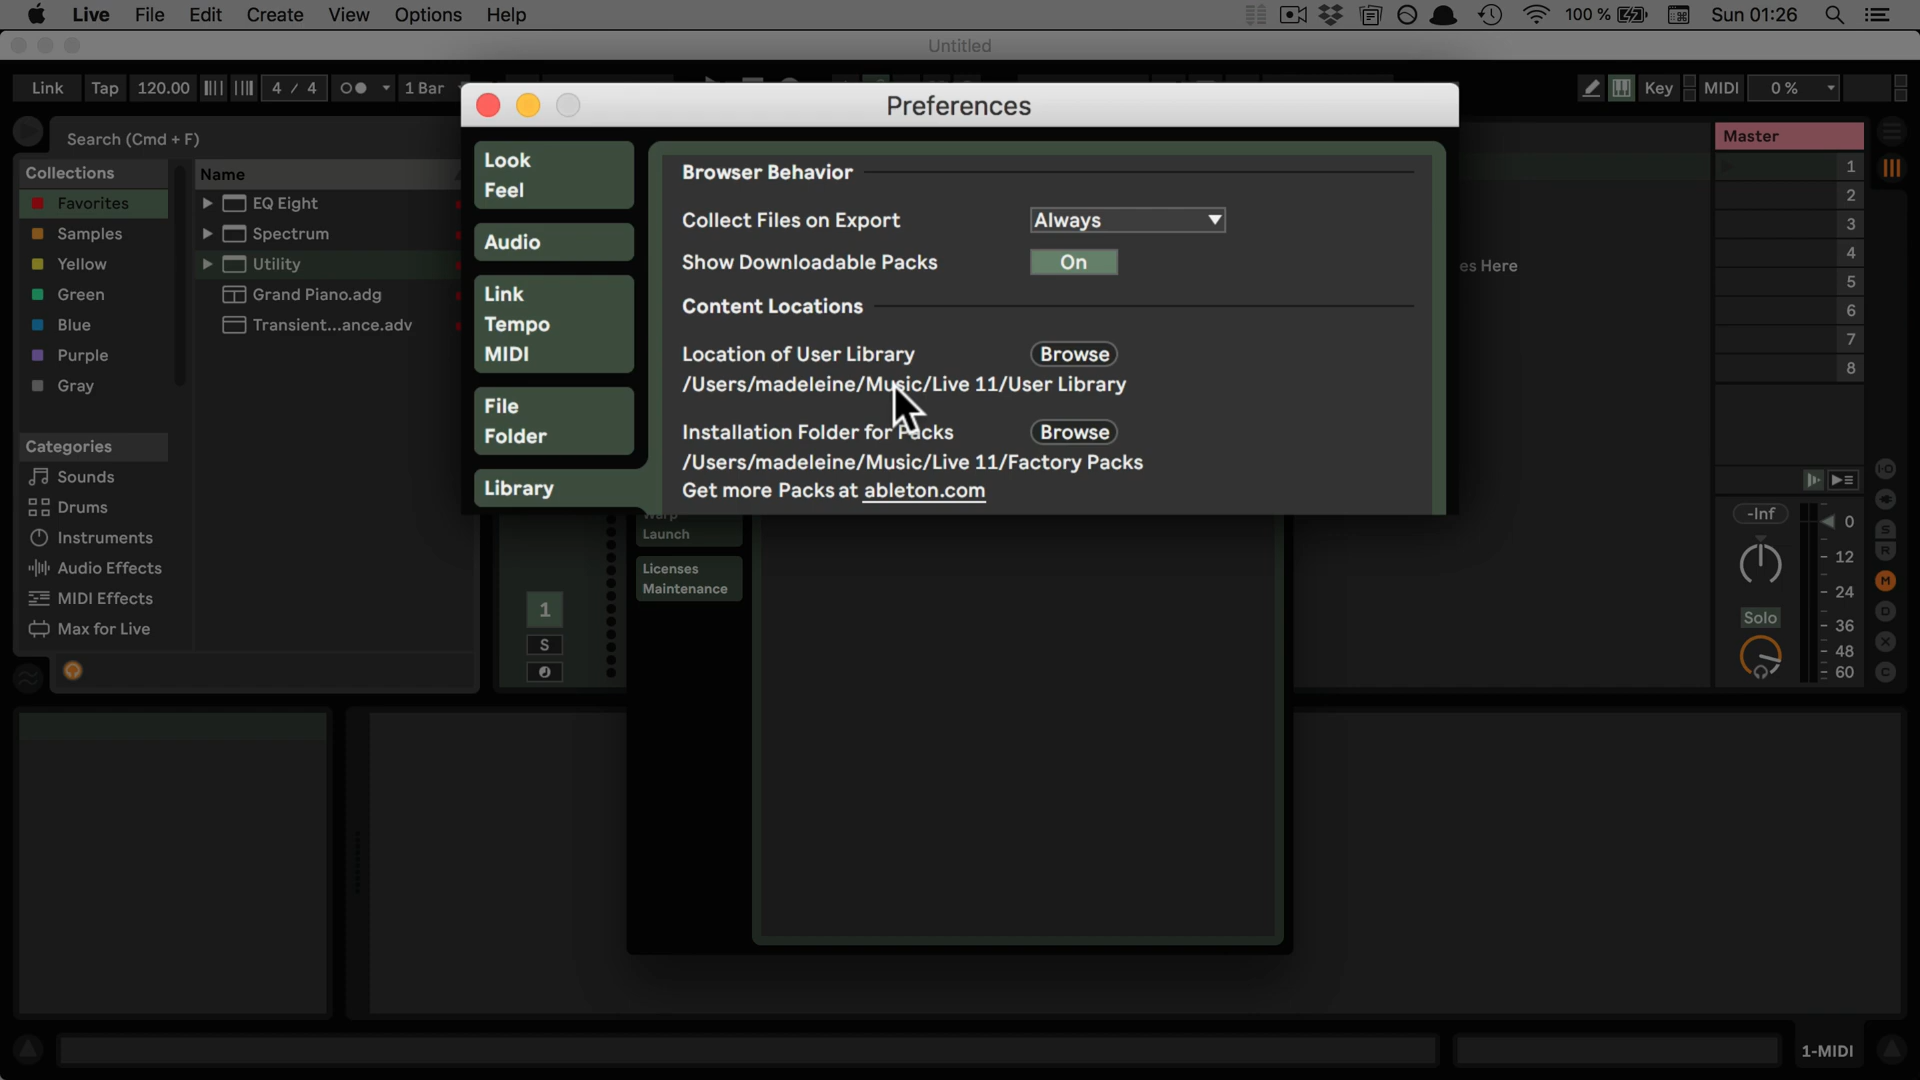 Live File Edit Create View Options Help
100 % Sun 01:26
Untitled
Link Tap 120.00 4 / 4 1 Bar
Key MIDI 0 %
Preferences
Search (Cmd + F)
Collections
Favorites
Samples
Yellow
Green
Blue
Purple
Gray
Categories
Sounds
Drums
Instruments
Audio Effects
MIDI Effects
Max for Live
Name
EQ Eight
Spectrum
Utility
Grand Piano.adg
Transient...ance.adv
Look
Feel
Audio
Link
Tempo
MIDI
File
Folder
Library
Browser Behavior
Collect Files on Export Always
Show Downloadable Packs On
Content Locations
Location of User Library Browse
/Users/madeleine/Music/Live 11/User Library
Installation Folder for Packs Browse
/Users/madeleine/Music/Live 11/Factory Packs
Get more Packs at ableton.com
Launch
Licenses
Maintenance
1
S
es Here
Master
1
2
3
4
5
6
7
8
-Inf
0
12
24
36
48
60
Solo
I·O
S
R
M
D
X
C
1-MIDI